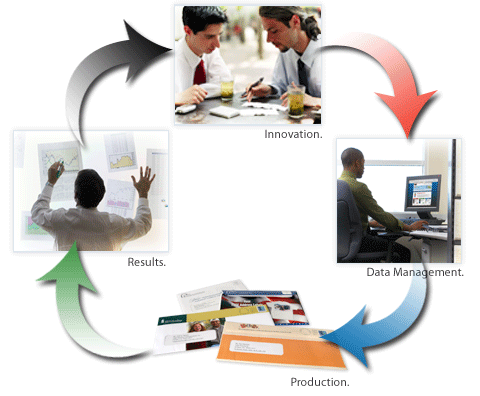 Innovation.
Data Management.
Production.
Results.